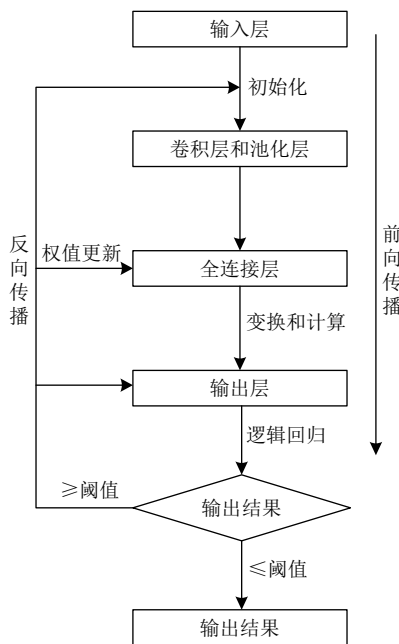 输入层
初始化
卷积层和池化层
反向传播
权值更新
全连接层
前向传播
变换和计算
输出层
逻辑回归
≥阈值
输出结果
≤阈值
输出结果